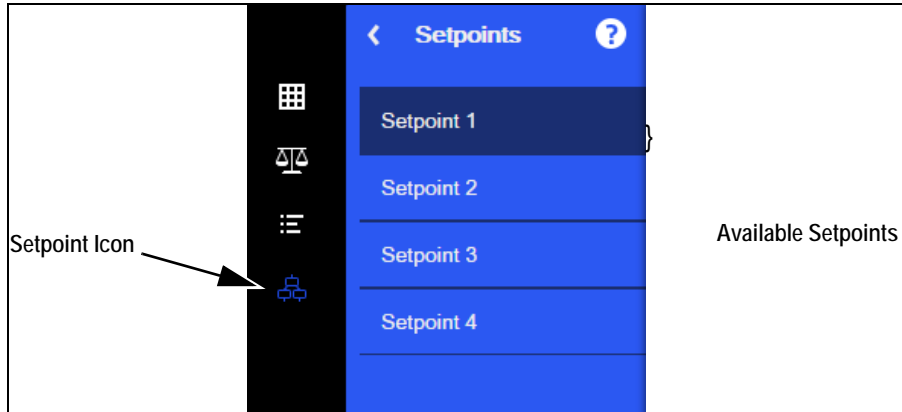 Setpoints
?
Setpoint 1
}
Setpoint 2
Setpoint Icon
Setpoint 3
Available Setpoints
Setpoint 4